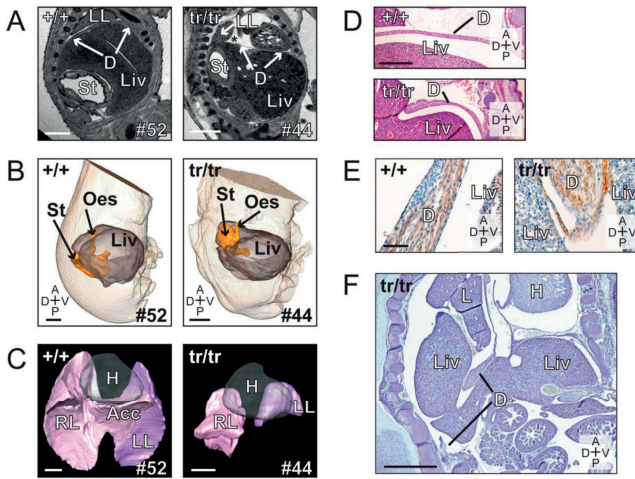 A
+/+
LL
D
St
Liv
#52
tr/tr
LL
*
D
St
Liv
#44
B
+/+
St
Oes
Liv
A
D V
P
#52
tr/tr
St
Oes
Liv
A
D V
P
#44
C
+/+
H
RL
Acc
LL
#52
tr/tr
H
RL
LL
#44
D
+/+
D
Liv
A
D V
P
tr/tr
D
Liv
A
D V
P
E
+/+
D
Liv
A
D V
P
tr/tr
D
Liv
Liv
A
D V
P
F
tr/tr
L
H
Liv
Liv
D
A
D V
P